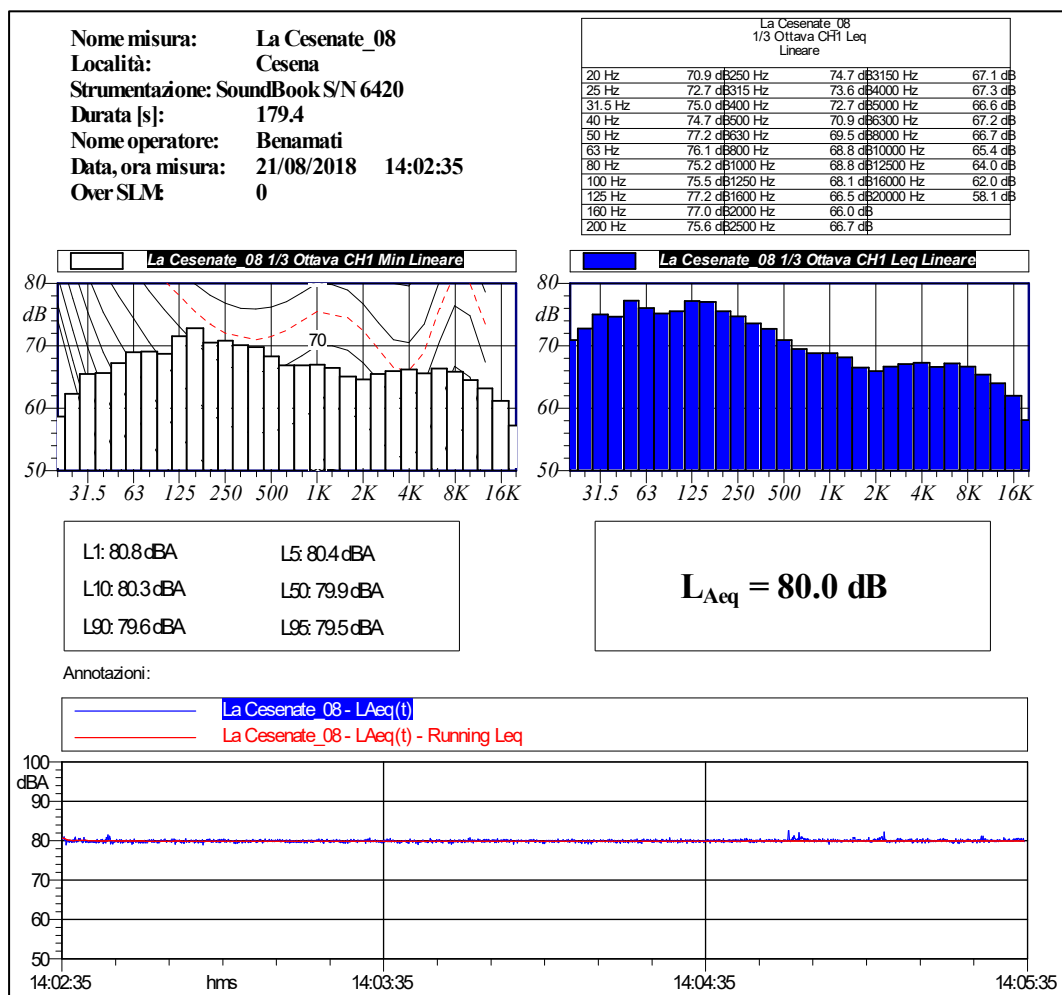 Nome misura: La Cesenate_08
Località: Cesena
Strumentazione: SoundBook S/N 6420
Durata [s]: 179.4
Nome operatore: Benamati
Data, ora misura: 21/08/2018 14:02:35
Over SLM: 0
La Cesenate_08
1/3 Ottava CH1 Leq
Lineare
20 Hz 70.9 dB 250 Hz 74.7 dB 3150 Hz 67.1 dB
25 Hz 72.7 dB 315 Hz 73.6 dB 4000 Hz 67.3 dB
31.5 Hz 75.0 dB 400 Hz 72.7 dB 5000 Hz 66.6 dB
40 Hz 74.7 dB 500 Hz 70.9 dB 6300 Hz 67.2 dB
50 Hz 77.2 dB 630 Hz 69.5 dB 8000 Hz 66.7 dB
63 Hz 76.1 dB 800 Hz 68.8 dB 10000 Hz 65.4 dB
80 Hz 75.2 dB 1000 Hz 68.8 dB 12500 Hz 64.0 dB
100 Hz 75.5 dB 1250 Hz 68.1 dB 16000 Hz 62.0 dB
125 Hz 77.2 dB 1600 Hz 66.5 dB 20000 Hz 58.1 dB
160 Hz 77.0 dB 2000 Hz 66.0 dB
200 Hz 75.6 dB 2500 Hz 66.7 dB
La Cesenate_08 1/3 Ottava CH1 Min Lineare
80
dB
70
60
50
70
31.5 63 125 250 500 1K 2K 4K 8K 16K
La Cesenate_08 1/3 Ottava CH1 Leq Lineare
80
dB
70
60
50
31.5 63 125 250 500 1K 2K 4K 8K 16K
L1: 80.8 dBA L5: 80.4 dBA
L10: 80.3 dBA L50: 79.9 dBA
L90: 79.6 dBA L95: 79.5 dBA
LAeq = 80.0 dB
Annotazioni:
La Cesenate_08 - LAeq(t)
La Cesenate_08 - LAeq(t) - Running Leq
100
dBA
90
80
70
60
50
14:02:35 hms 14:03:35 14:04:35 14:05:35